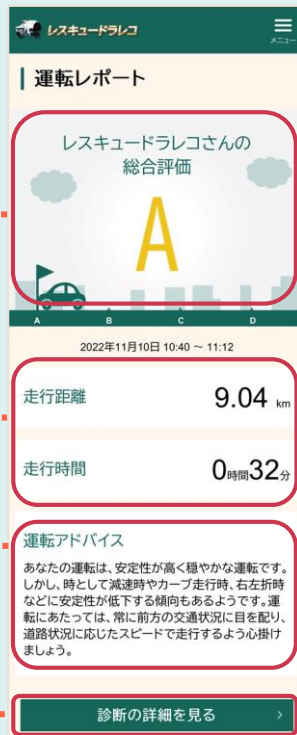 レスキュードラレコ
メニュー
運転レポート
レスキュードラレコさんの
総合評価
A
A B C D
2022年11月10日 10:40 ～ 11:12
走行距離 9.04 km
走行時間 0時間32分
運転アドバイス
あなたの運転は、安定性が高く穏やかな運転です。
しかし、時として減速時やカーブ走行時、右左折時
などに安定性が低下する傾向もあるようです。運
転にあたっては、常に前方の交通状況に目を配り、
道路状況に応じたスピードで走行するよう心掛け
ましょう。
診断の詳細を見る